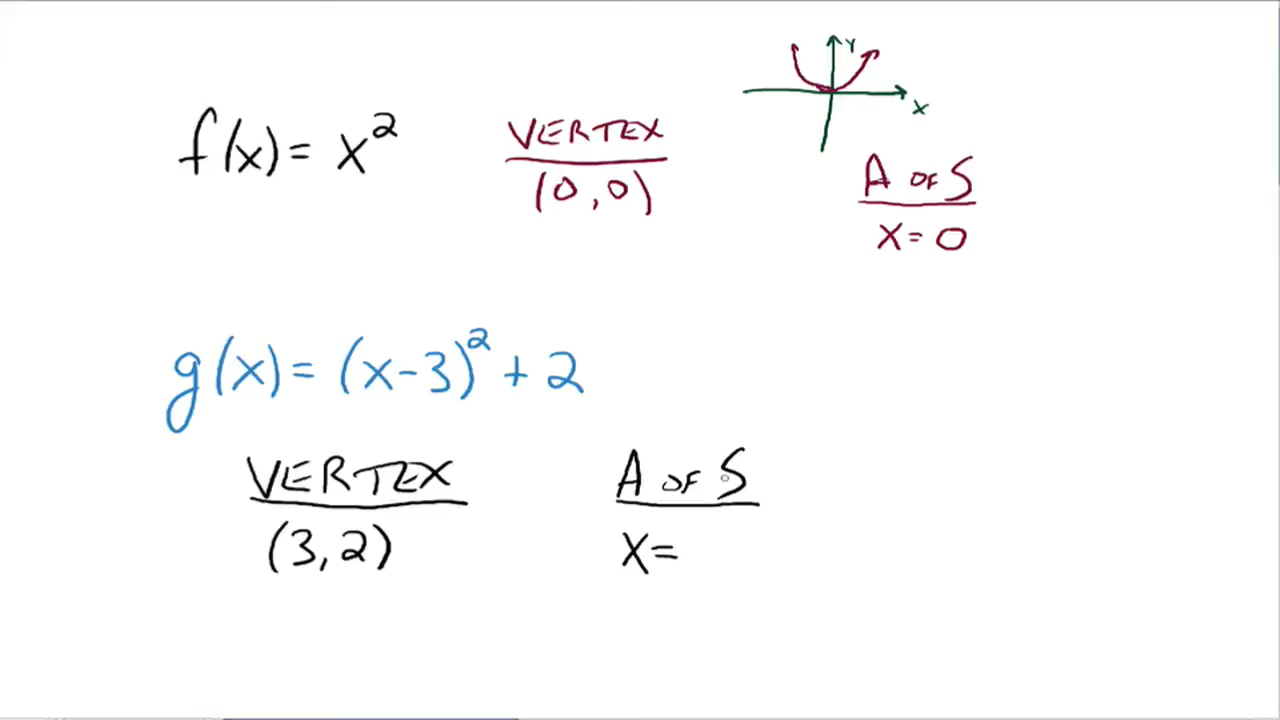 Y
X
f(x) = x²
VERTEX
(0,0)
A OF S
X = 0
g(x) = (x-3)² + 2
VERTEX
(3,2)
A OF S
X =